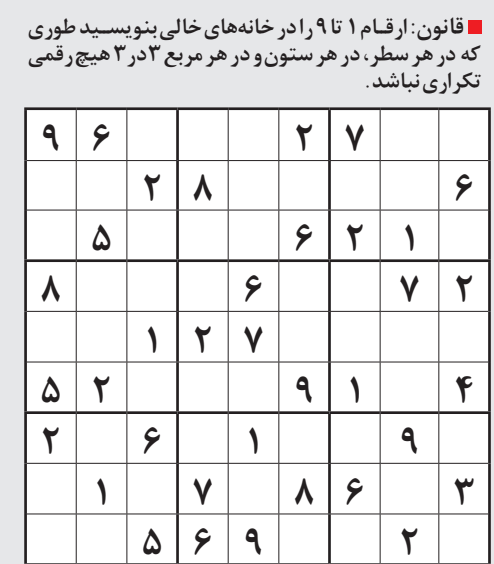 قانون: ارقام ۱ تا ۹ را در خانه‌های خالی بنویسید طوری
که در هر سطر، در هر ستون و در هر مربع ۳ در ۳ هیچ رقمی
تکراری نباشد.
۹ ۶ ۲ ۷
۲ ۸ ۶
۵ ۶ ۲ ۱
۸ ۶ ۷ ۲
۱ ۲ ۷
۵ ۲ ۹ ۱ ۴
۲ ۶ ۱ ۹
۱ ۷ ۸ ۶ ۳
۵ ۶ ۹ ۲